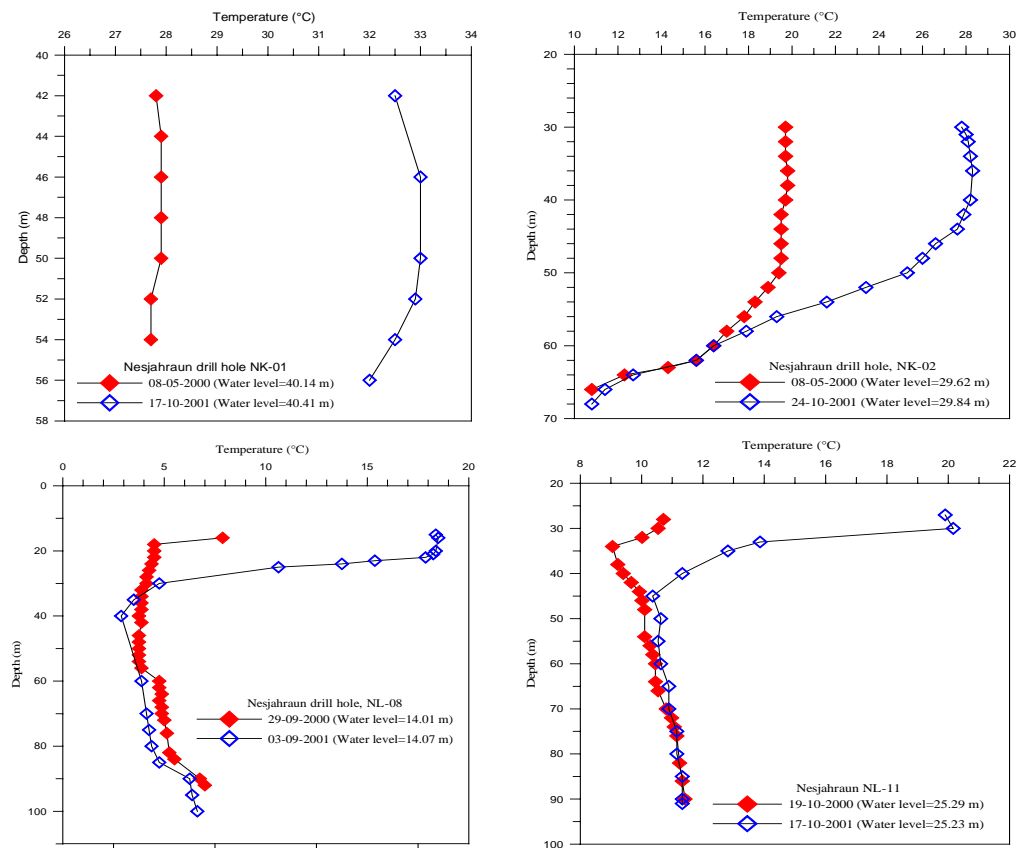 Temperature (°C)
26 27 28 29 30 31 32 33 34
40
42
44
46
48
50
52
54
56
58
Depth (m)
Nesjahraun drill hole NK-01
08-05-2000 (Water level=40.14 m)
17-10-2001 (Water level=40.41 m)
Temperature (°C)
10 12 14 16 18 20 22 24 26 28 30
20
30
40
50
60
70
Depth (m)
Nesjahraun drill hole, NK-02
08-05-2000 (Water level=29.62 m)
24-10-2001 (Water level=29.84 m)
Temperature (°C)
0 5 10 15 20
0
20
40
60
80
100
Depth (m)
Nesjahraun drill hole, NL-08
29-09-2000 (Water level=14.01 m)
03-09-2001 (Water level=14.07 m)
Temperature (°C)
8 10 12 14 16 18 20 22
20
30
40
50
60
70
80
90
100
Depth (m)
Nesjahraun NL-11
19-10-2000 (Water level=25.29 m)
17-10-2001 (Water level=25.23 m)